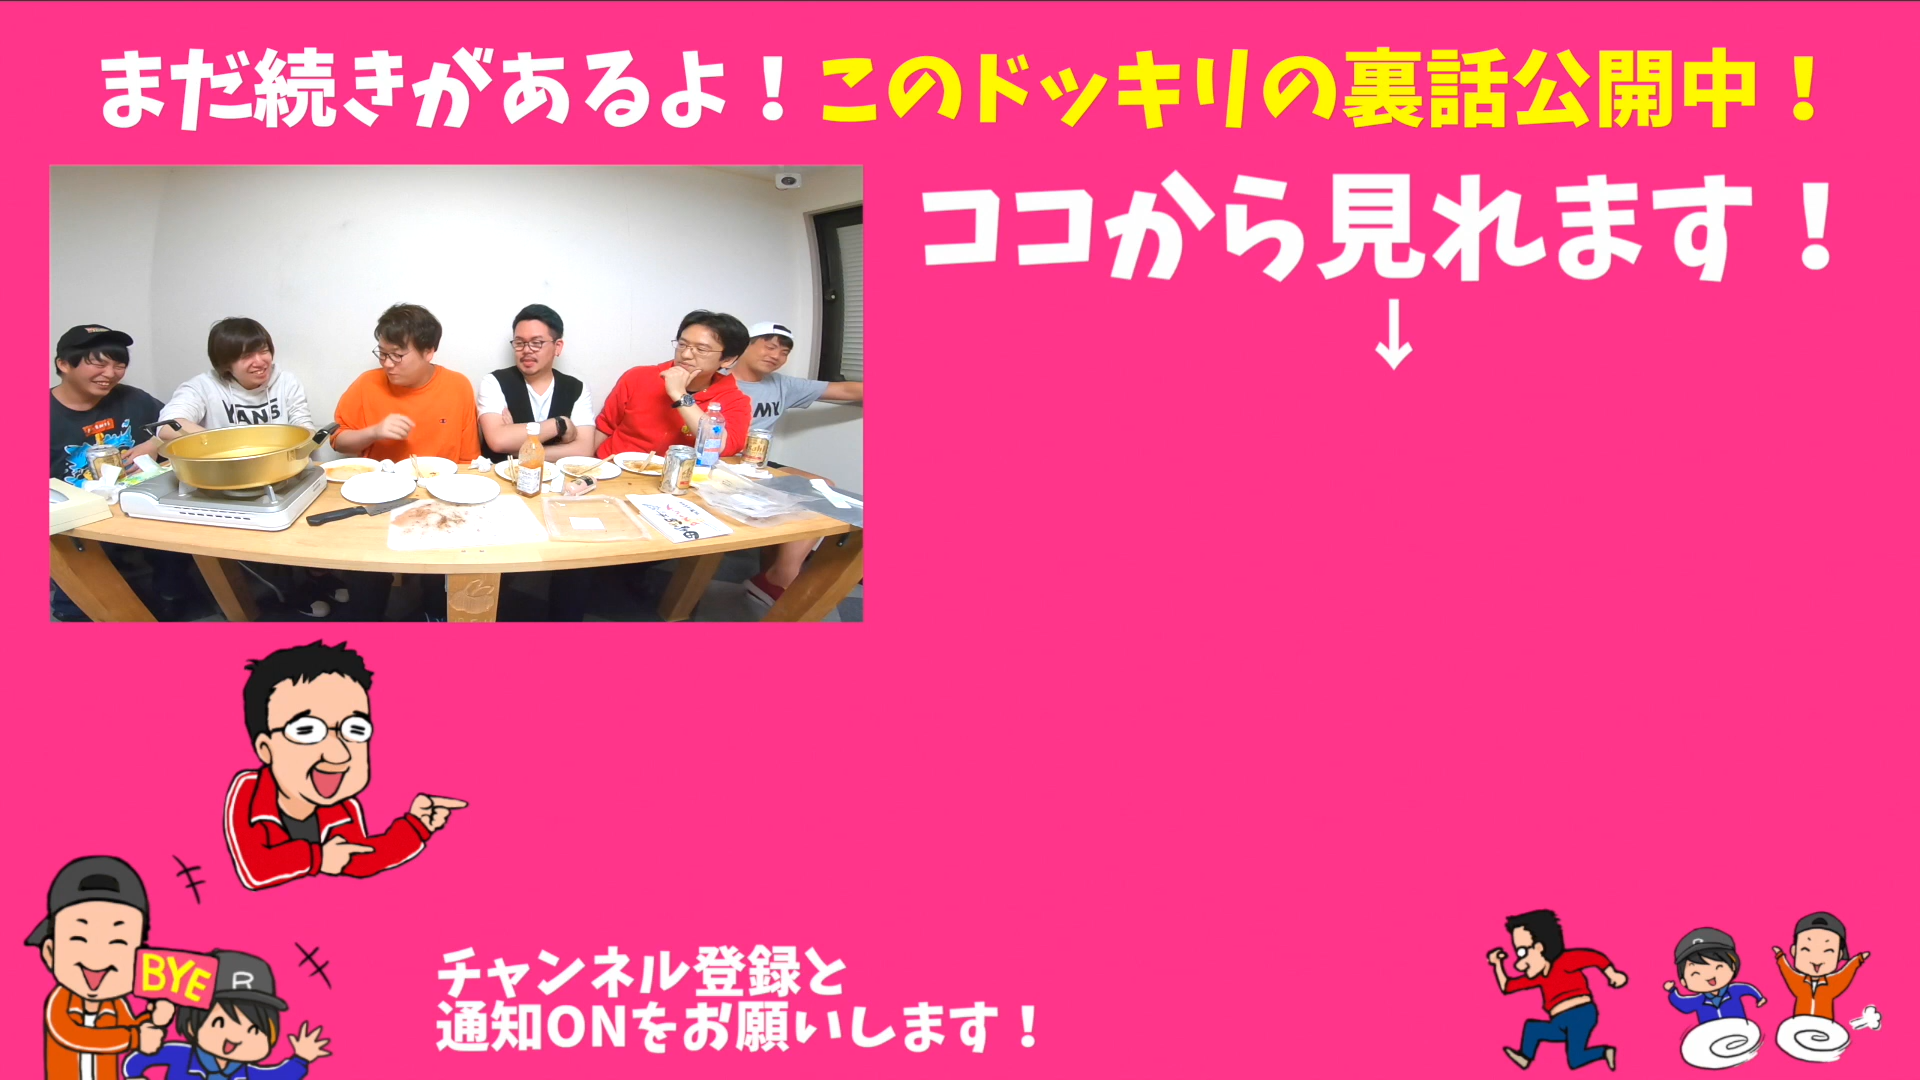 まだ続きがあるよ！このドッキリの裏話公開中！
ココから見れます！
↓
VANS
MY
BYE
R
チャンネル登録と
通知ONをお願いします！